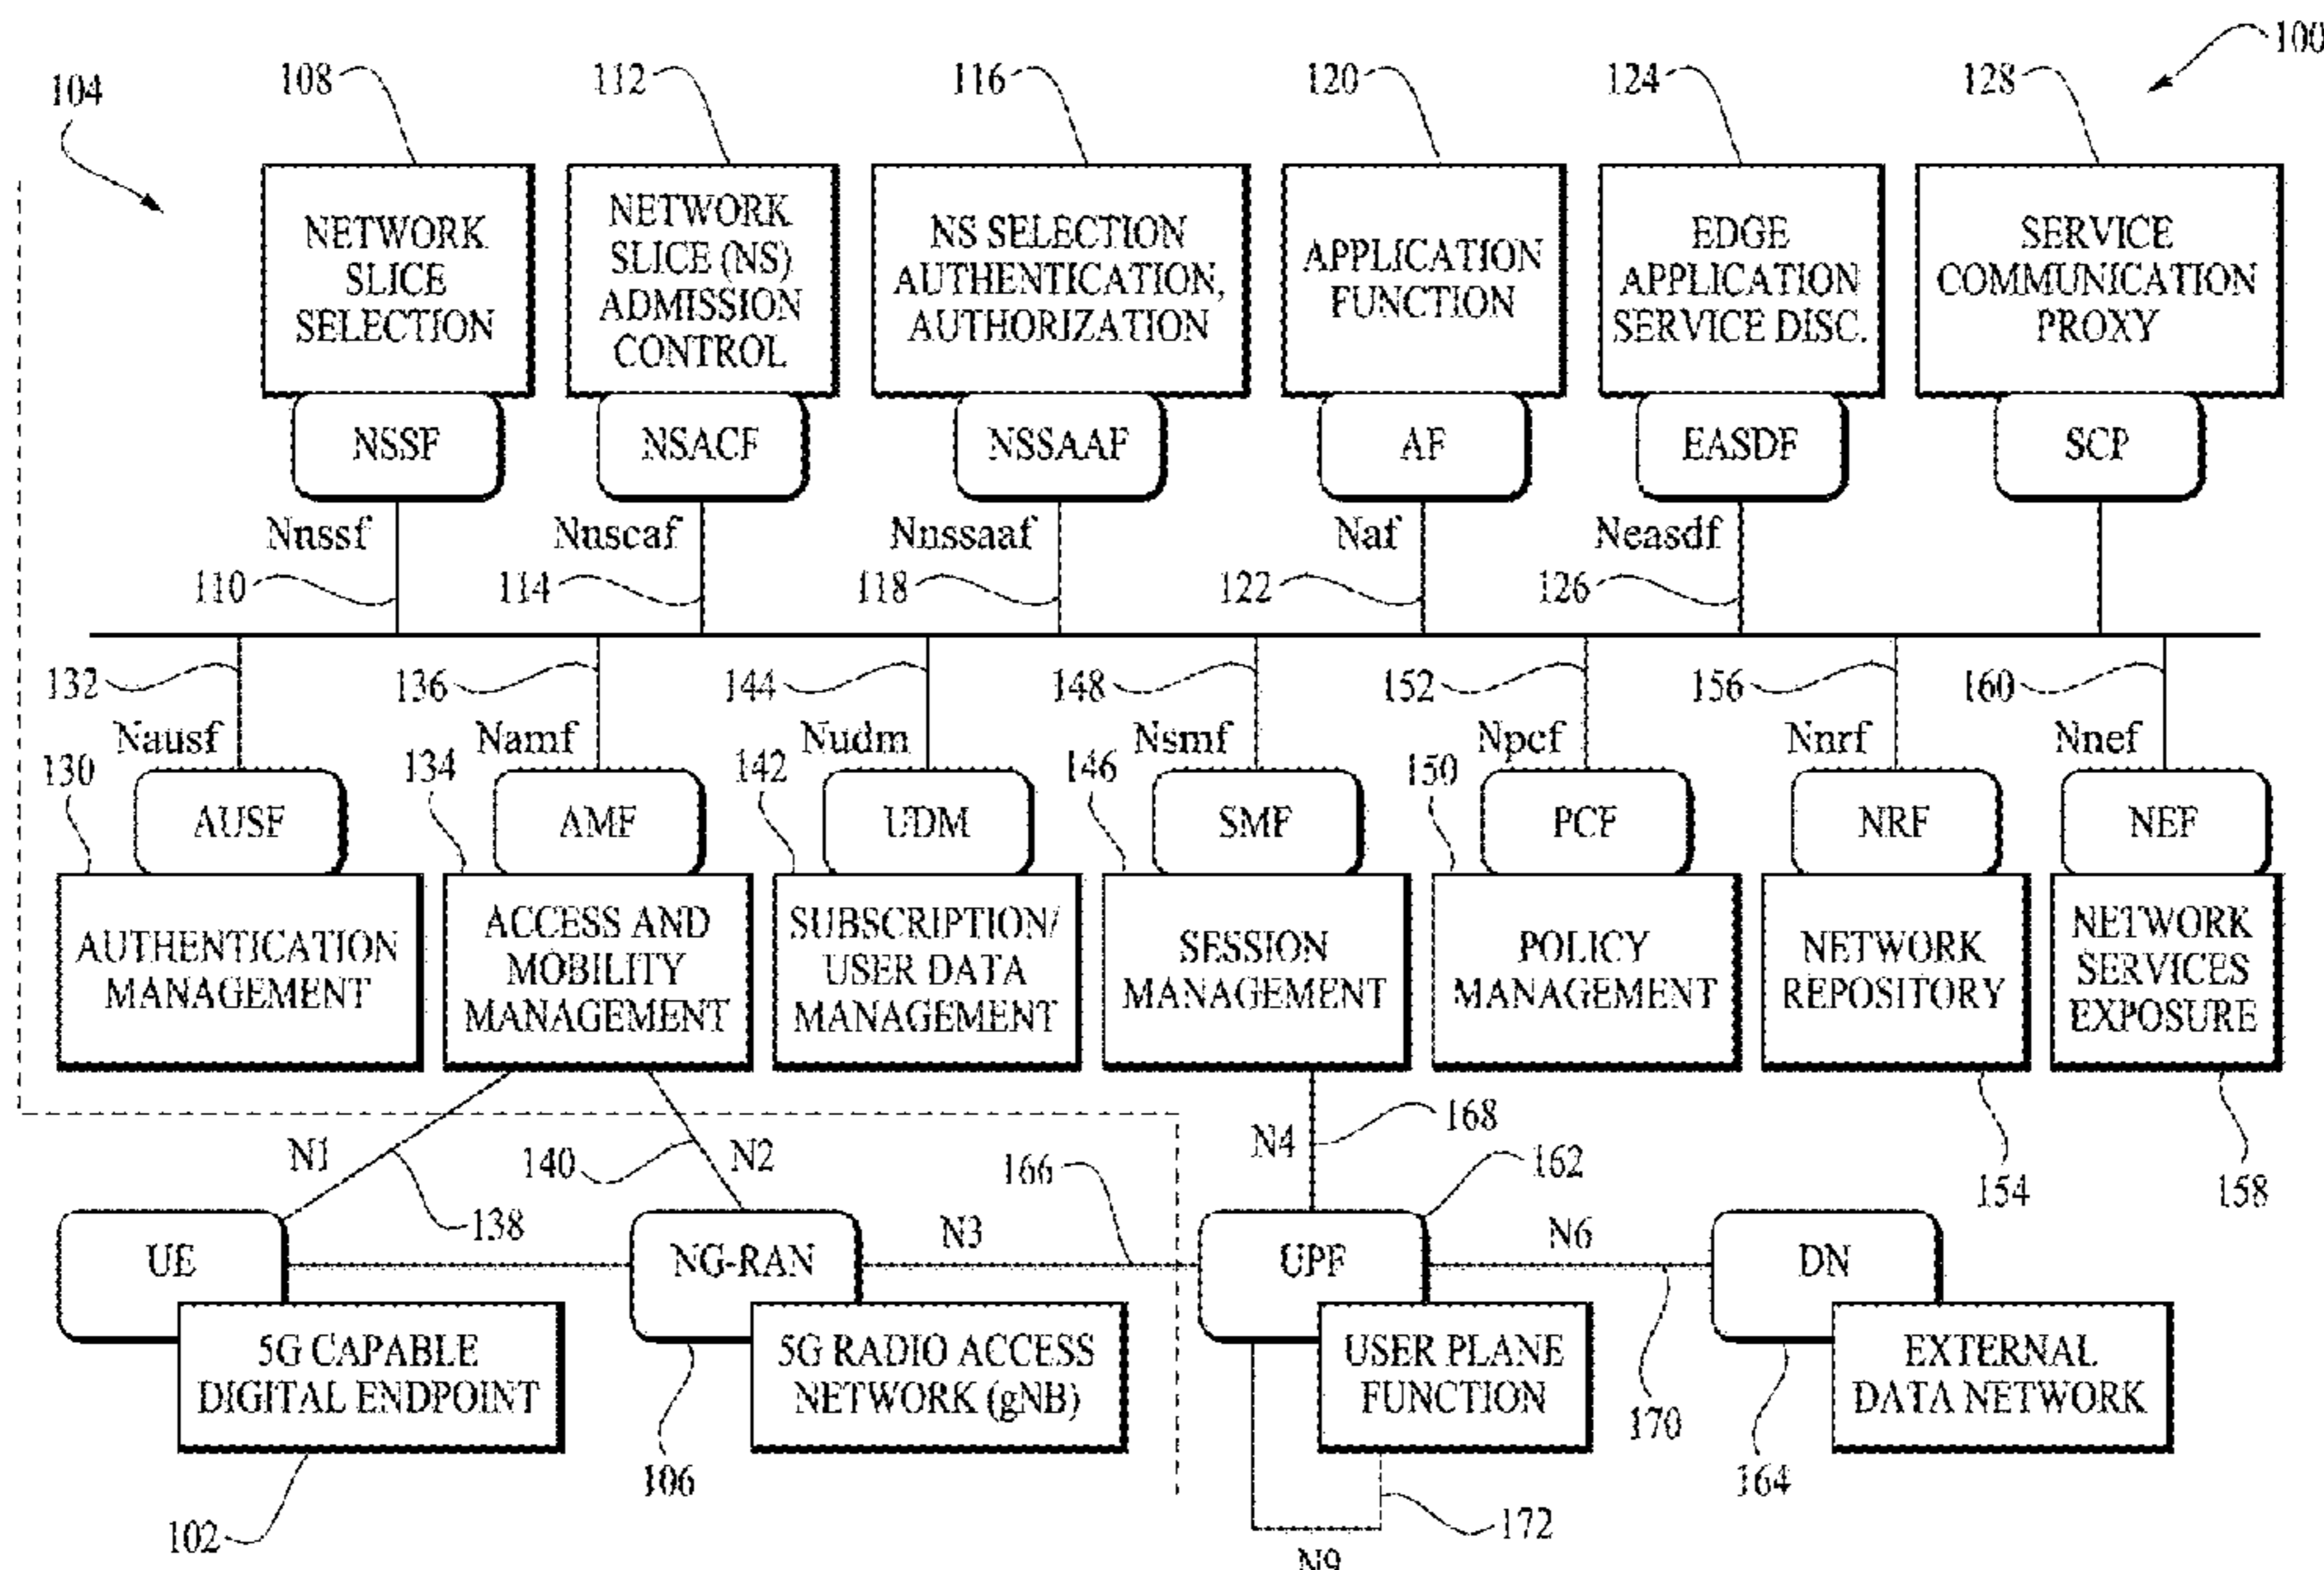 100
104
108
112
116
120
124
128
NETWORK
SLICE
SELECTION
NETWORK
SLICE (NS)
ADMISSION
CONTROL
NS SELECTION
AUTHENTICATION,
AUTHORIZATION
APPLICATION
FUNCTION
EDGE
APPLICATION
SERVICE DISC.
SERVICE
COMMUNICATION
PROXY
NSSF
NSACF
NSSAAF
AF
EASDF
SCP
Nnssf
Nnscaf
Nnssaaf
Naf
Neasdf
110
114
118
122
126
132
136
144
148
152
156
160
Nausf
Namf
Nudm
Nsmf
Npcf
Nnrf
Nnef
130
134
142
146
150
AUSF
AMF
UDM
SMF
PCF
NRF
NEF
AUTHENTICATION
MANAGEMENT
ACCESS AND
MOBILITY
MANAGEMENT
SUBSCRIPTION/
USER DATA
MANAGEMENT
SESSION
MANAGEMENT
POLICY
MANAGEMENT
NETWORK
REPOSITORY
NETWORK
SERVICES
EXPOSURE
N1
138
140
N2
166
N4
168
162
154
158
UE
NG-RAN
N3
UPF
N6
DN
5G CAPABLE
DIGITAL ENDPOINT
5G RADIO ACCESS
NETWORK (gNB)
USER PLANE
FUNCTION
EXTERNAL
DATA NETWORK
170
102
106
164
172
N9